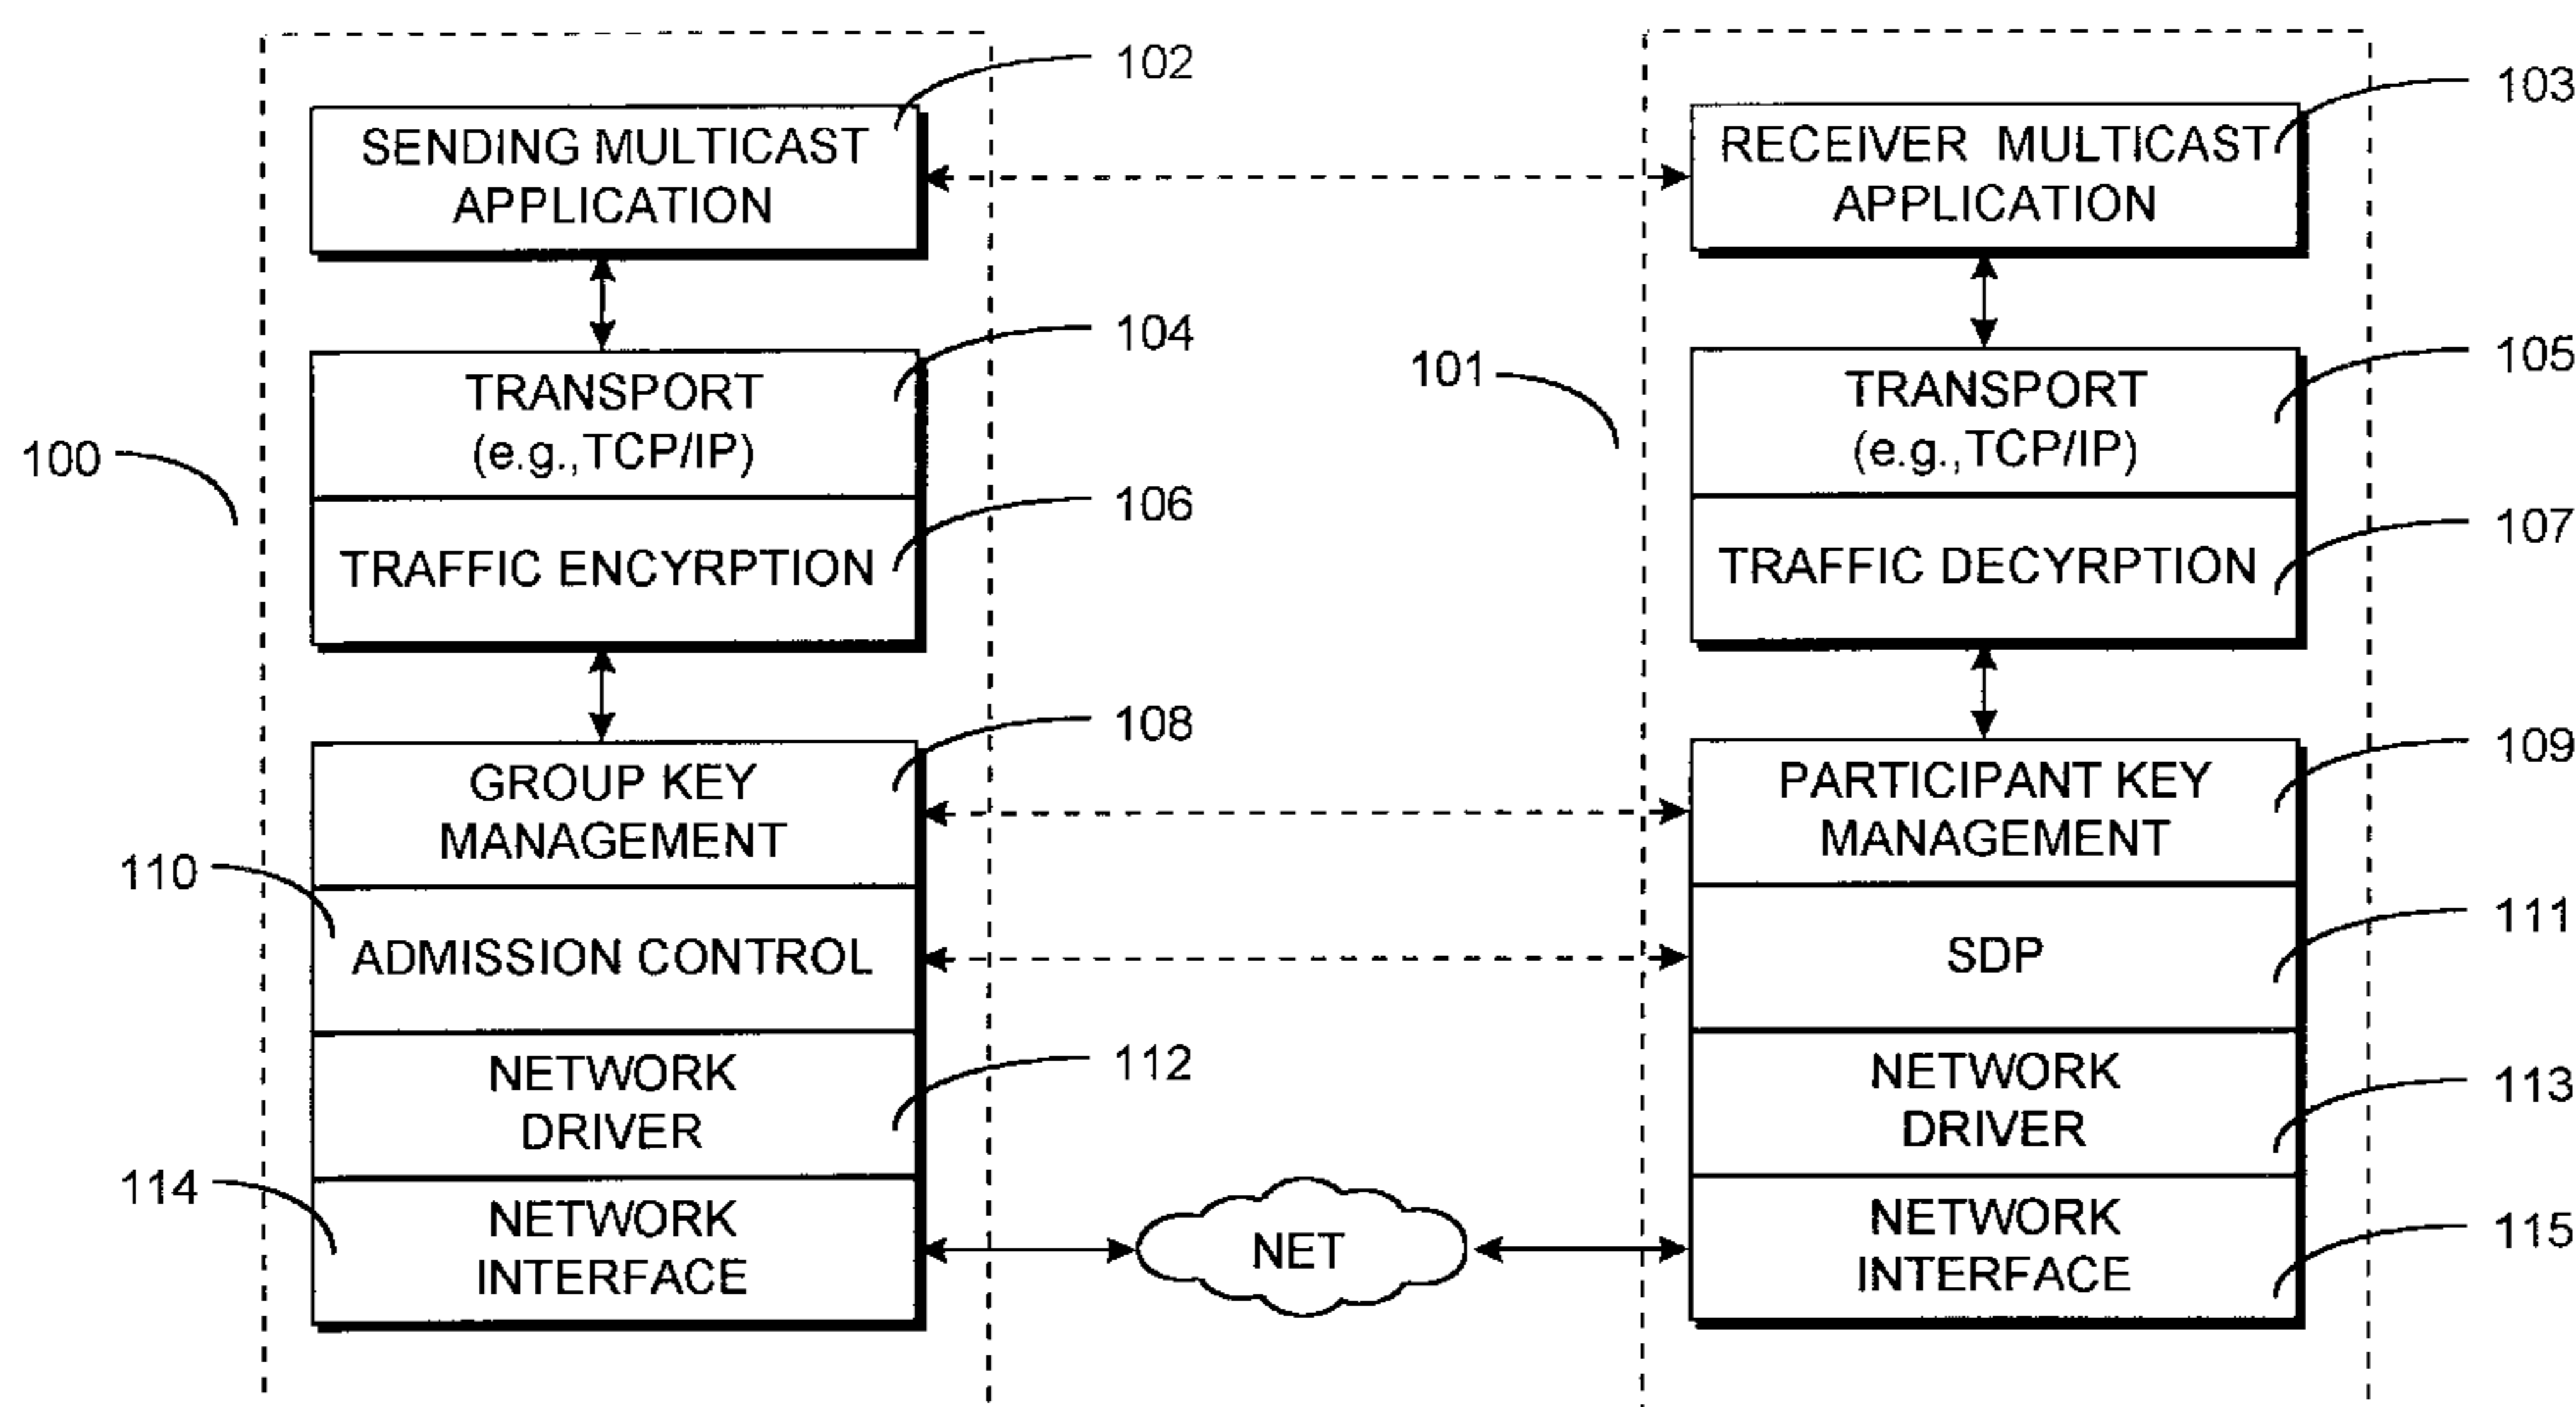 102
SENDING MULTICAST
APPLICATION
104
TRANSPORT
(e.g.,TCP/IP)
100
106
TRAFFIC ENCYRPTION
108
GROUP KEY
MANAGEMENT
110
ADMISSION CONTROL
112
NETWORK
DRIVER
114
NETWORK
INTERFACE
NET
103
RECEIVER MULTICAST
APPLICATION
101
105
TRANSPORT
(e.g.,TCP/IP)
107
TRAFFIC DECYRPTION
109
PARTICIPANT KEY
MANAGEMENT
111
SDP
113
NETWORK
DRIVER
115
NETWORK
INTERFACE